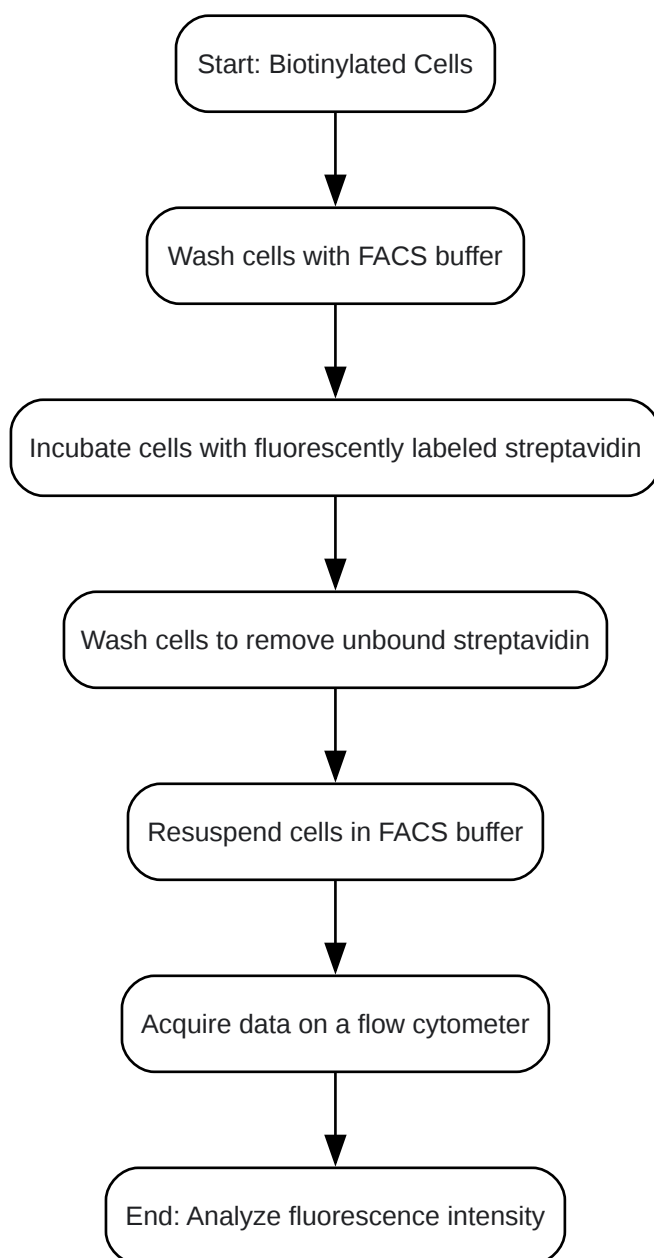 Start: Biotinylated Cells
Wash cells with FACS buffer
Incubate cells with fluorescently labeled streptavidin
Wash cells to remove unbound streptavidin
Resuspend cells in FACS buffer
Acquire data on a flow cytometer
End: Analyze fluorescence intensity